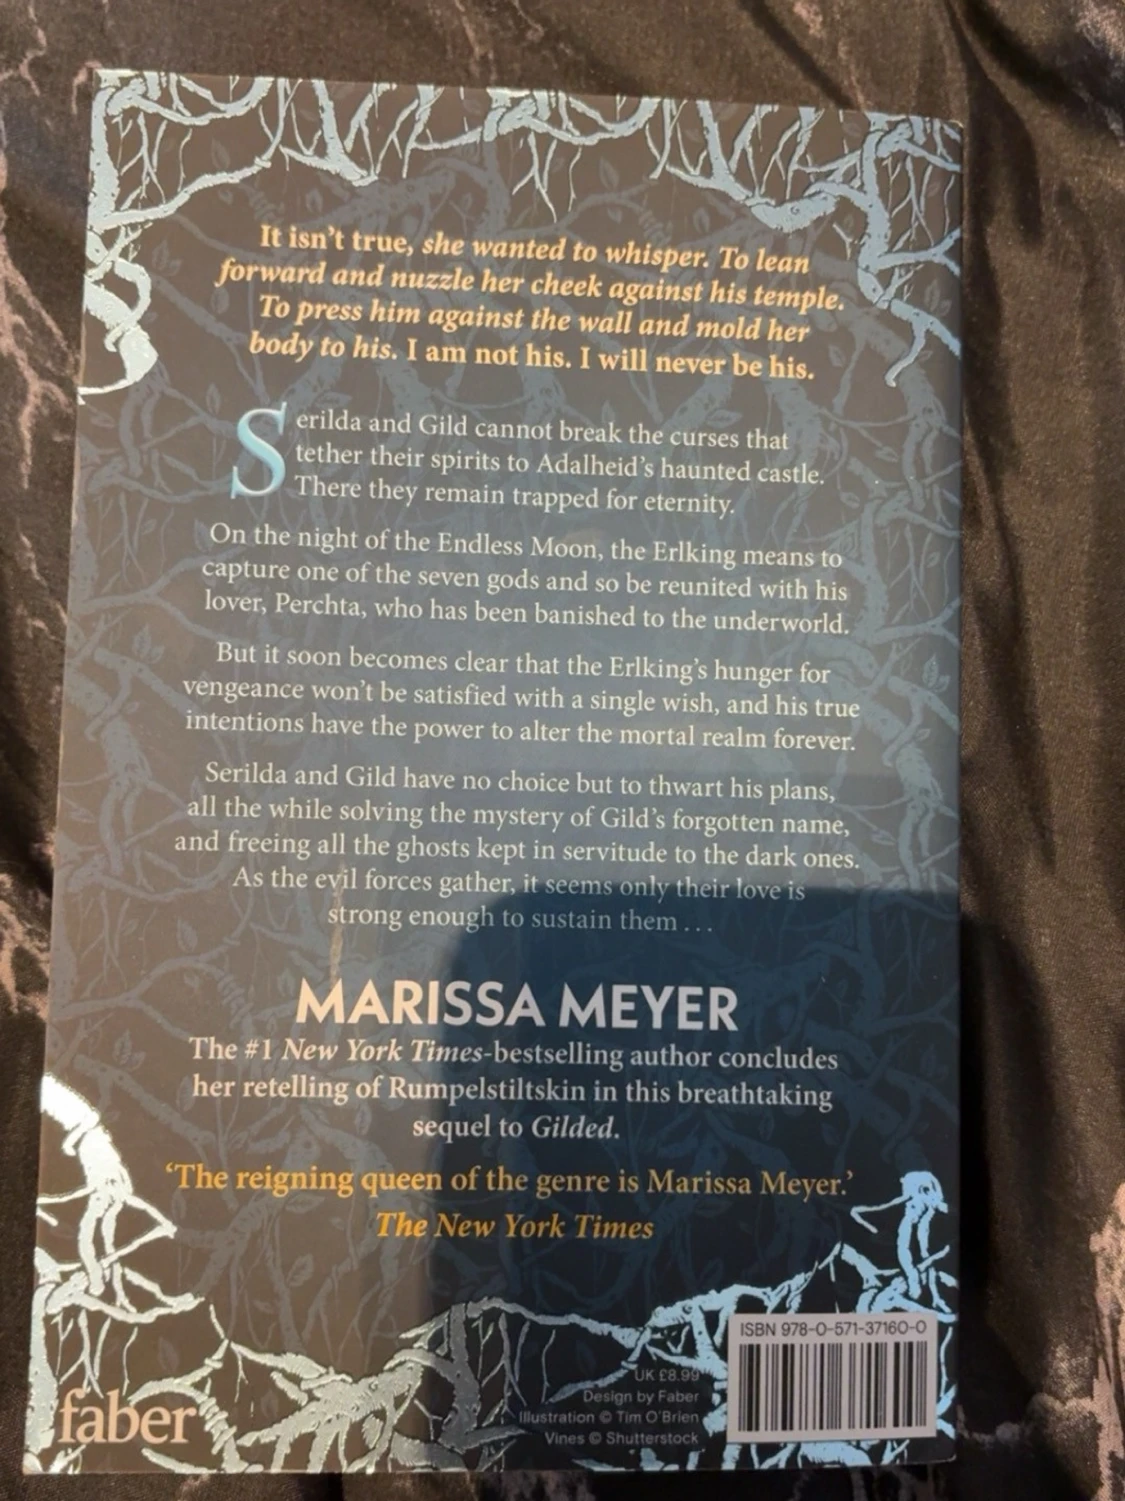 It isn't true, she wanted to whisper. To lean
forward and nuzzle her cheek against his temple.
To press him against the wall and mold her
body to his. I am not his. I will never be his.
Serilda and Gild cannot break the curses that
tether their spirits to Adalheid's haunted castle.
There they remain trapped for eternity.
On the night of the Endless Moon, the Erlking means to
capture one of the seven gods and so be reunited with his
lover, Perchta, who has been banished to the underworld.
But it soon becomes clear that the Erlking's hunger for
vengeance won't be satisfied with a single wish, and his true
intentions have the power to alter the mortal realm forever.
Serilda and Gild have no choice but to thwart his plans,
all the while solving the mystery of Gild's forgotten name,
and freeing all the ghosts kept in servitude to the dark ones.
As the evil forces gather, it seems only their love is
strong enough to sustain them ...
MARISSA MEYER
The #1 New York Times-bestselling author concludes
her retelling of Rumpelstiltskin in this breathtaking
sequel to Gilded.
'The reigning queen of the genre is Marissa Meyer.'
The New York Times
ISBN 978-0-571-37160-0
UK £8.99
Design by Faber
Illustration © Tim O'Brien
Vines © Shutterstock
faber